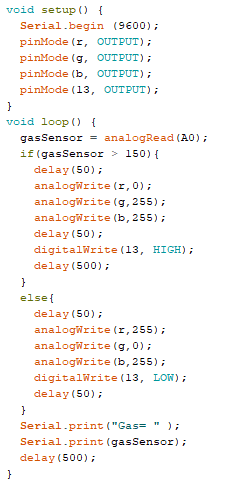 void setup() {
  Serial.begin (9600);
  pinMode(r, OUTPUT);
  pinMode(g, OUTPUT);
  pinMode(b, OUTPUT);
  pinMode(13, OUTPUT);
}
void loop() {
  gasSensor = analogRead(A0);
  if(gasSensor > 150){
    delay(50);
    analogWrite(r,0);
    analogWrite(g,255);
    analogWrite(b,255);
    delay(50);
    digitalWrite(13, HIGH);
    delay(500);
  }
  else{
    delay(50);
    analogWrite(r,255);
    analogWrite(g,0);
    analogWrite(b,255);
    digitalWrite(13, LOW);
    delay(50);
  }
  Serial.print("Gas= " );
  Serial.print(gasSensor);
  delay(500);
}